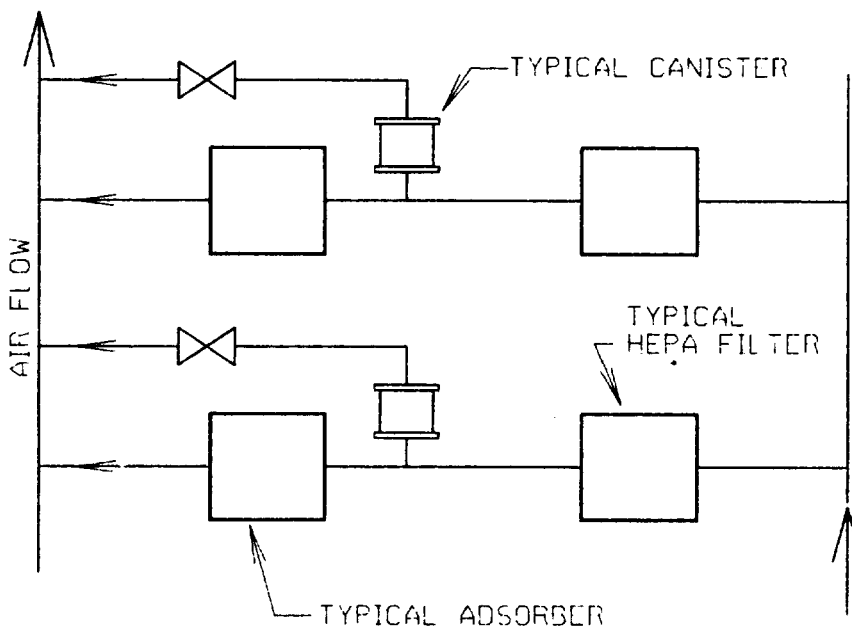 TYPICAL CANISTER
AIR FLOW
TYPICAL
HEPA FILTER
TYPICAL ADSORBER